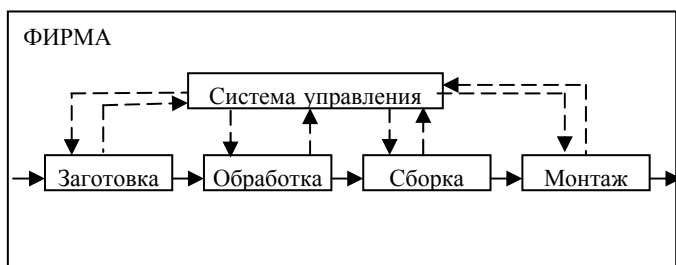 ФИРМА
Система управления
Заготовка Обработка Сборка Монтаж